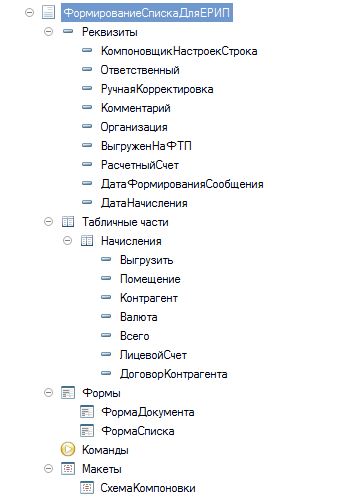 ФормированиеСпискаДляЕРИП
Реквизиты
КомпоновщикНастроекСтрока
Ответственный
РучнаяКорректировка
Комментарий
Организация
ВыгруженНаФТП
РасчетныйСчет
ДатаФормированияСообщения
ДатаНачисления
Табличные части
Начисления
Выгрузить
Помещение
Контрагент
Валюта
Всего
ЛицевойСчет
ДоговорКонтрагента
Формы
ФормаДокумента
ФормаСписка
Команды
Макеты
СхемаКомпоновки